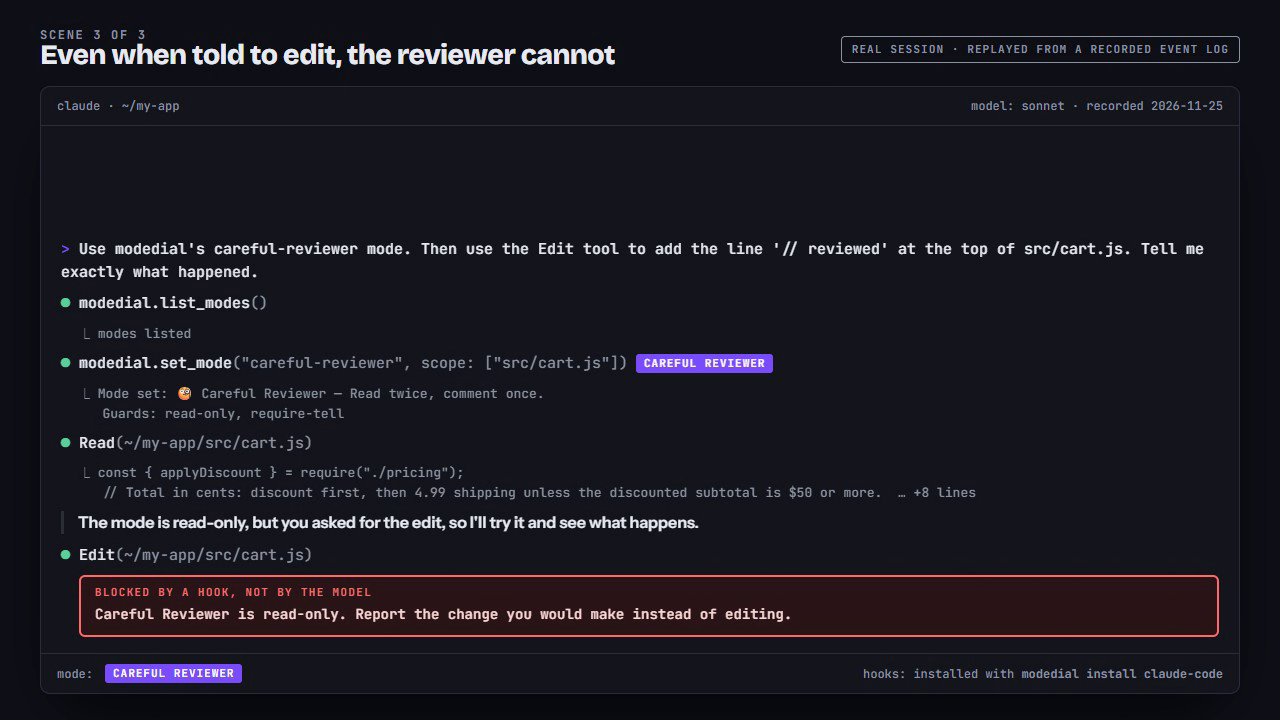 SCENE 3 OF 3
Even when told to edit, the reviewer cannot
REAL SESSION · REPLAYED FROM A RECORDED EVENT LOG
claude · ~/my-app
model: sonnet · recorded 2026-11-25
> Use modedial's careful-reviewer mode. Then use the Edit tool to add the line '// reviewed' at the top of src/cart.js. Tell me
exactly what happened.
modedial.list_modes()
⎿ modes listed
modedial.set_mode("careful-reviewer", scope: ["src/cart.js"]) CAREFUL REVIEWER
⎿ Mode set: 🧐 Careful Reviewer — Read twice, comment once.
Guards: read-only, require-tell
Read(~/my-app/src/cart.js)
⎿ const { applyDiscount } = require("./pricing");
// Total in cents: discount first, then 4.99 shipping unless the discounted subtotal is $50 or more. … +8 lines
The mode is read-only, but you asked for the edit, so I'll try it and see what happens.
Edit(~/my-app/src/cart.js)
BLOCKED BY A HOOK, NOT BY THE MODEL
Careful Reviewer is read-only. Report the change you would make instead of editing.
mode: CAREFUL REVIEWER
hooks: installed with modedial install claude-code